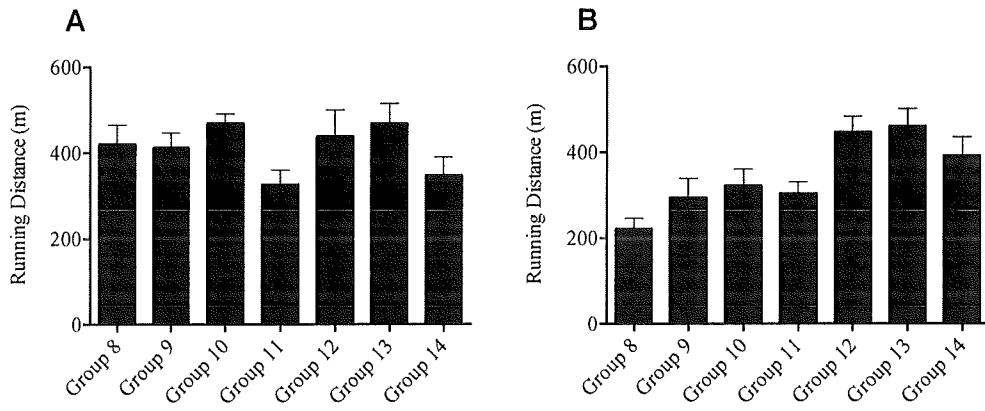 A
Running Distance (m)
600
400
200
0
Group 8
Group 9
Group 10
Group 11
Group 12
Group 13
Group 14
B
Running Distance (m)
600
400
200
0
Group 8
Group 9
Group 10
Group 11
Group 12
Group 13
Group 14